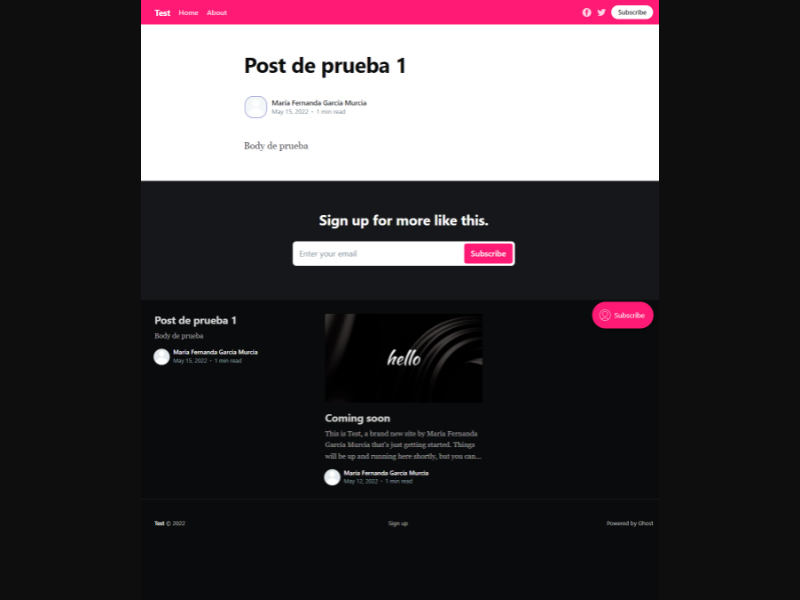 Test Home About Subscribe
Post de prueba 1
María Fernanda García Murcia
May 15, 2022 • 1 min read
Body de prueba
Sign up for more like this.
Enter your email Subscribe
Subscribe
Post de prueba 1
Body de prueba
María Fernanda García Murcia
May 15, 2022 • 1 min read
hello
Coming soon
This is Test, a brand new site by María Fernanda
García Murcia that's just getting started. Things
will be up and running here shortly, but you can…
María Fernanda García Murcia
May 12, 2022 • 1 min read
Test © 2022 Sign up Powered by Ghost